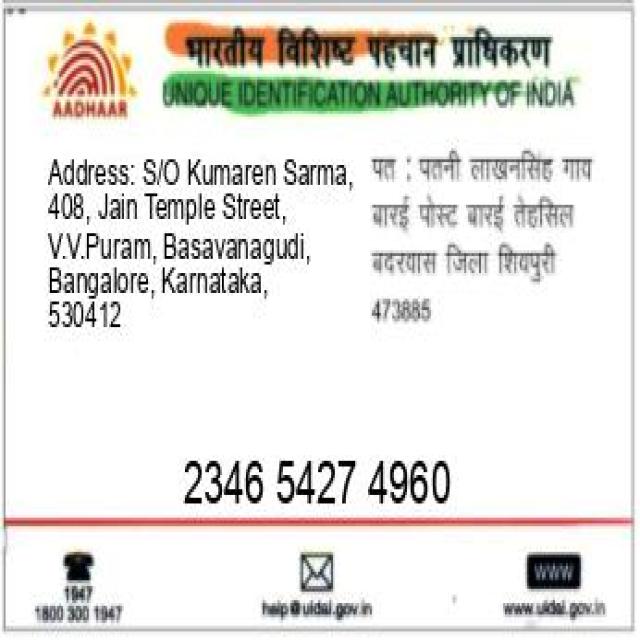 भारतीय विशिष्ट पहचान प्राधिकरण
AADHAAR
UNIQUE IDENTIFICATION AUTHORITY OF INDIA
Address: S/O Kumaren Sarma,
408, Jain Temple Street,
V.V.Puram, Basavanagudi,
Bangalore, Karnataka,
530412
पत : पतनी लाखनसिंह गाव
बारई पोस्ट बारई तेहसिल
बदरवास जिला शिवपुरी
473885
2346 5427 4960
1947
1800 300 1947
help@uidai.gov.in
WWW
www.uidai.gov.in